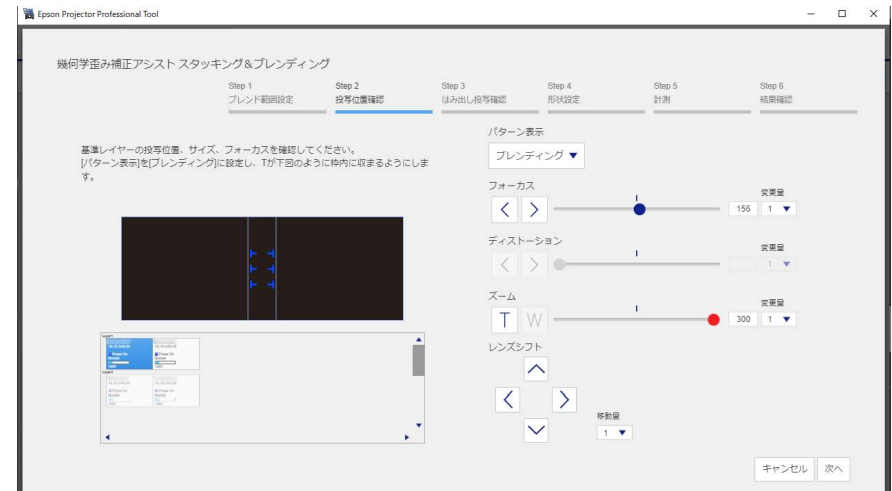 Epson Projector Professional Tool
幾何学歪み補正アシスト スタッキング＆ブレンディング
Step 1
ブレンド範囲設定
Step 2
投写位置確認
Step 3
はみ出し投写確認
Step 4
形状設定
Step 5
計測
Step 6
結果確認
基準レイヤーの投写位置、サイズ、フォーカスを確認してください。
[パターン表示]を[ブレンディング]に設定し、Tが下図のように枠内に収まるようにしま
す。
パターン表示
ブレンディング
フォーカス
変更量
156
1
ディストーション
変更量
1
ズーム
変更量
T
W
300
1
レンズシフト
移動量
1
Power On
Normal
Power On
Normal
キャンセル
次へ